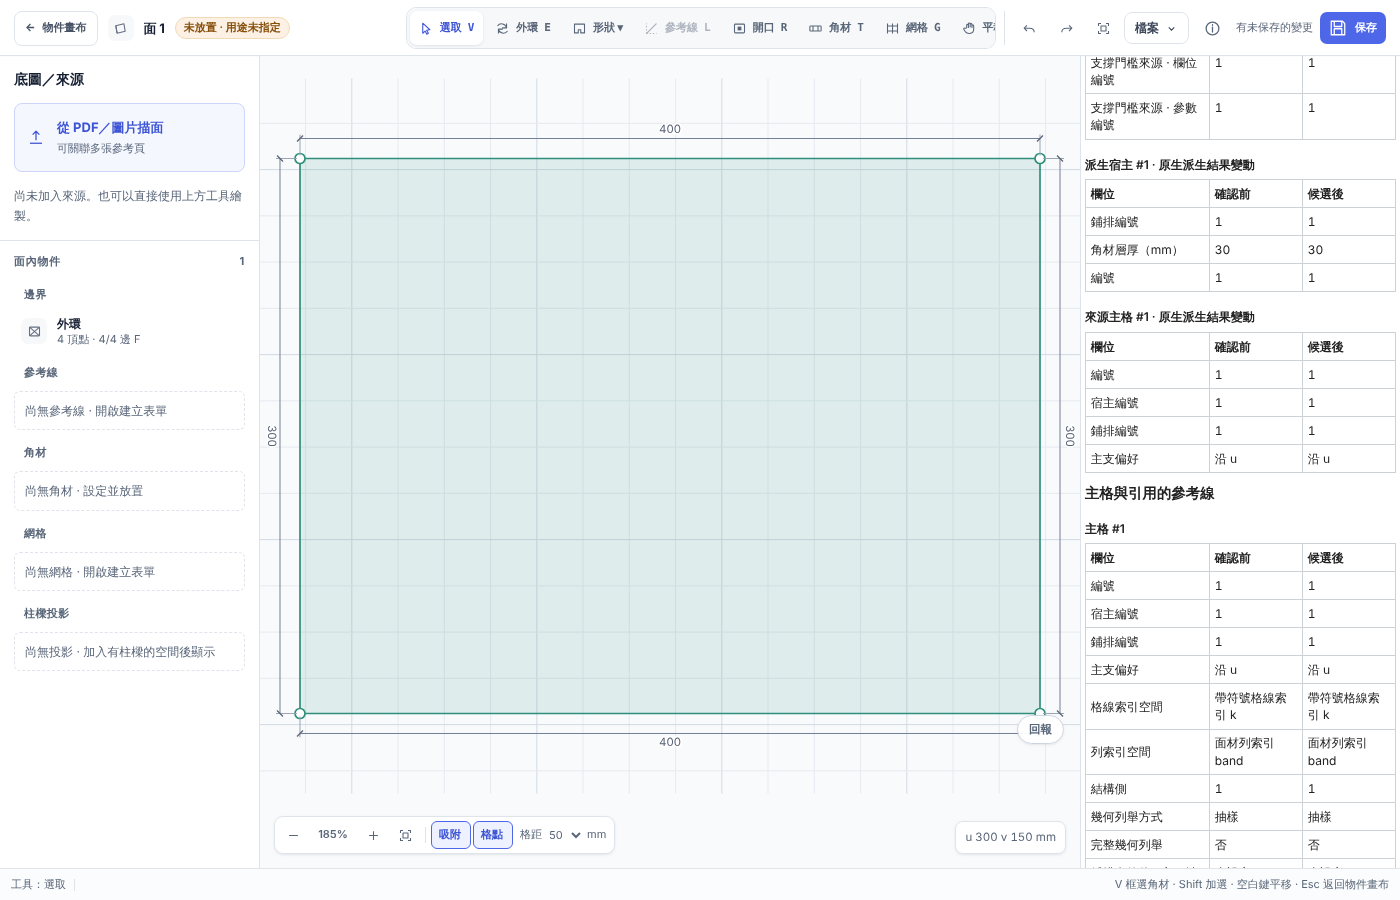 物件畫布
面 1
未放置 · 用途未指定
選取 V
外環 E
形狀▾
參考線 L
開口 R
角材 T
網格 G
檔案
有未保存的變更
保存
底圖／來源
從 PDF／圖片描面
可關聯多張參考頁
尚未加入來源。也可以直接使用上方工具繪
製。
面內物件 1
邊界
外環
4 頂點 · 4/4 邊 F
參考線
尚無參考線 · 開啟建立表單
角材
尚無角材 · 設定並放置
網格
尚無網格 · 開啟建立表單
柱樑投影
尚無投影 · 加入有柱樑的空間後顯示
400
300
300
400
回報
185%
吸附
格點
格距 50 mm
u 300 v 150 mm
支撐門檻來源 · 欄位
編號 1 1
支撐門檻來源 · 參數
編號 1 1
派生宿主 #1 · 原生派生結果變動
欄位 確認前 候選後
鋪排編號 1 1
角材層厚（mm） 30 30
編號 1 1
來源主格 #1 · 原生派生結果變動
欄位 確認前 候選後
編號 1 1
宿主編號 1 1
鋪排編號 1 1
主支偏好 沿 u 沿 u
主格與引用的參考線
主格 #1
欄位 確認前 候選後
編號 1 1
宿主編號 1 1
鋪排編號 1 1
主支偏好 沿 u 沿 u
格線索引空間 帶符號格線索引 k 帶符號格線索引 k
列索引空間 面材列索引 band 面材列索引 band
結構側 1 1
幾何列舉方式 抽樣 抽樣
完整幾何列舉 否 否
工具：選取
V 框選角材 · Shift 加選 · 空白鍵平移 · Esc 返回物件畫布